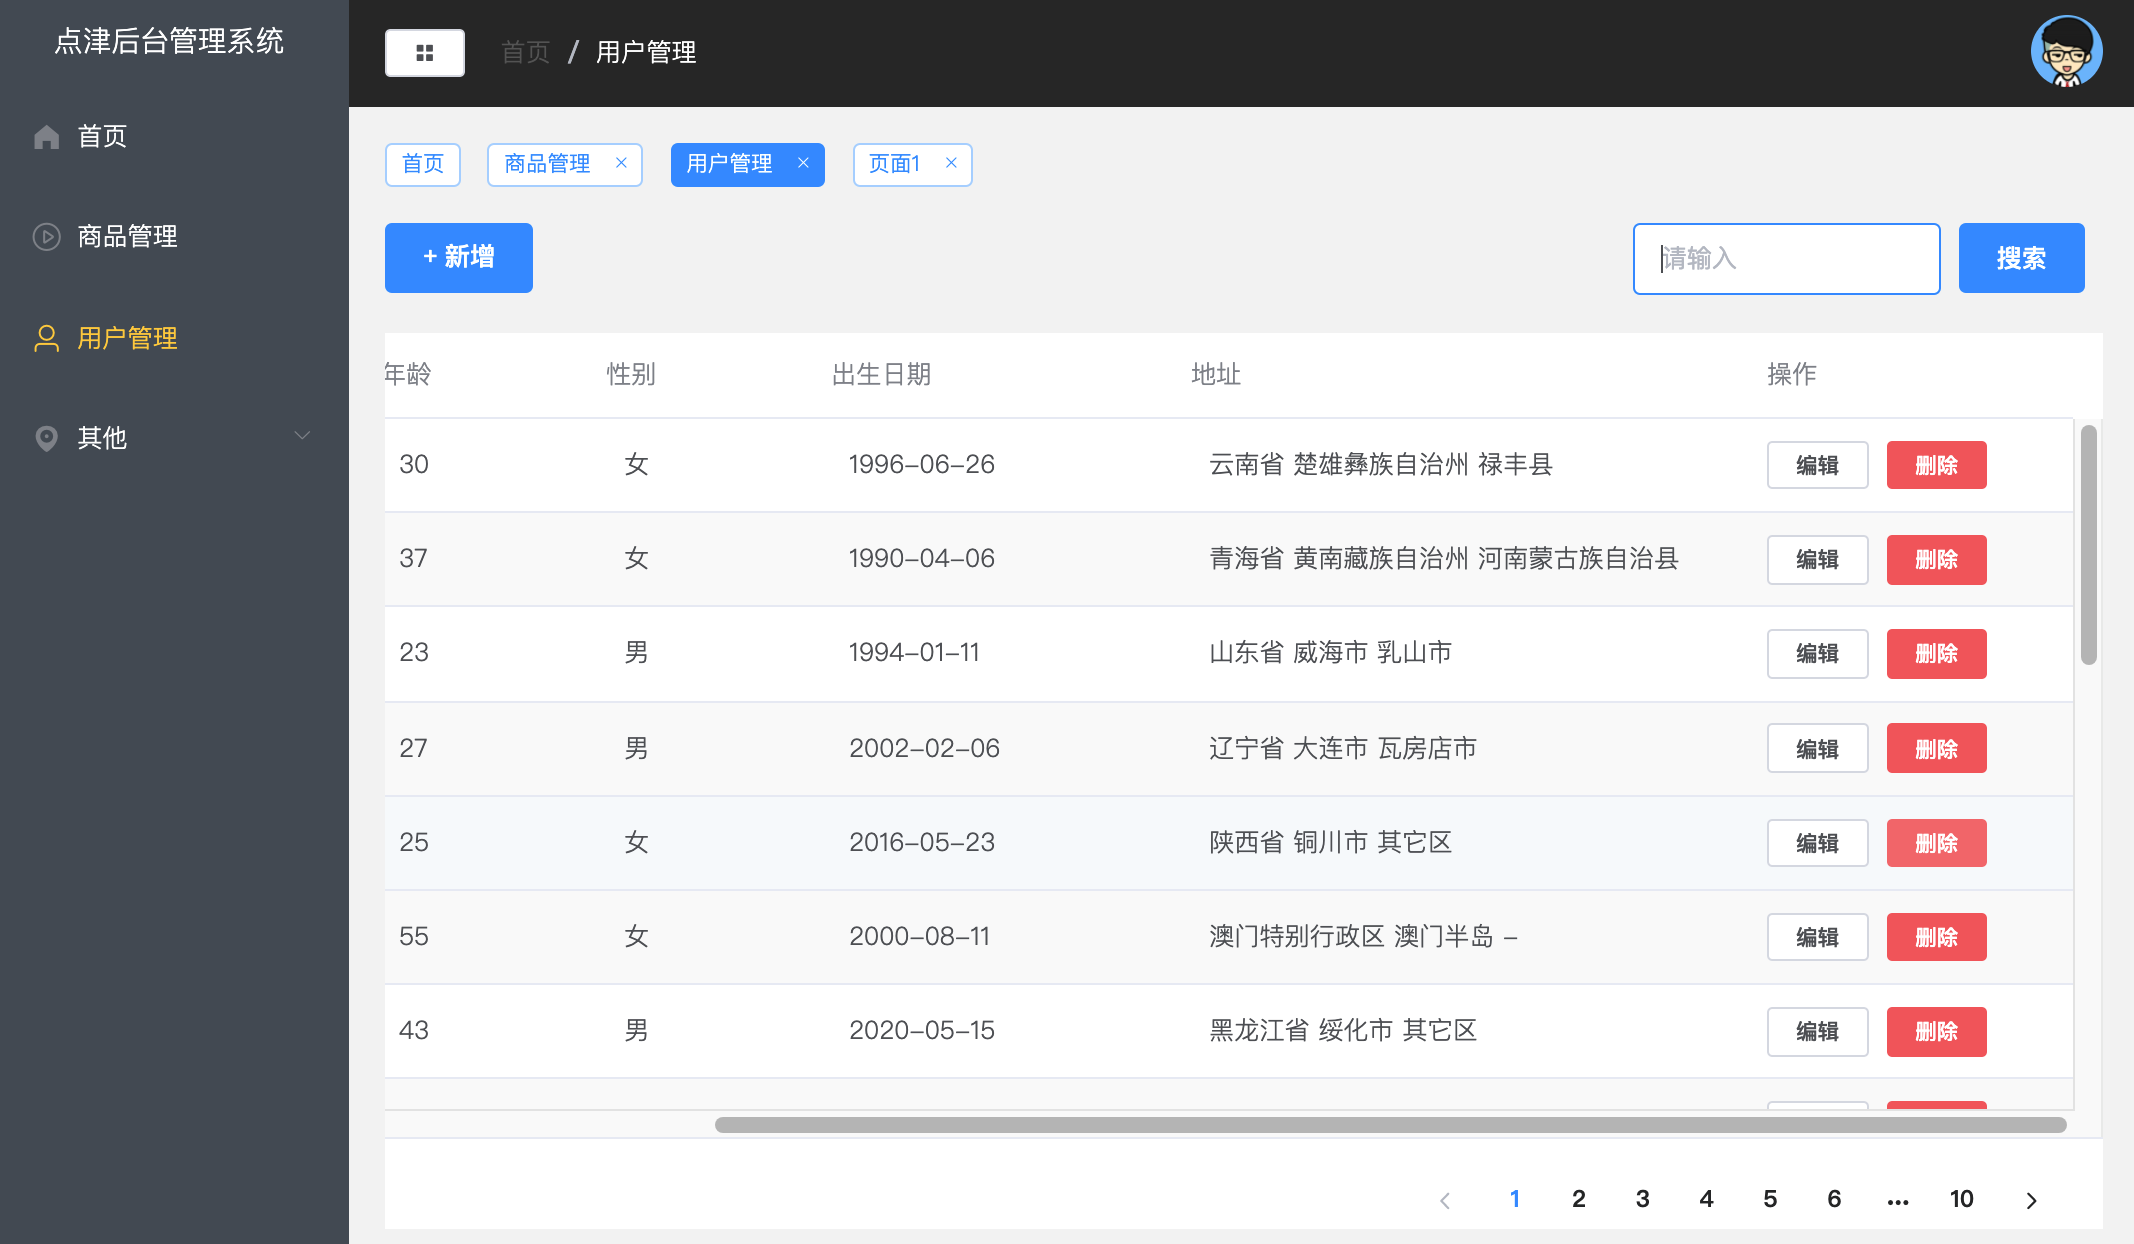 点津后台管理系统
首页
商品管理
用户管理
其他
首页 / 用户管理
首页 商品管理 × 用户管理 × 页面1 ×
+ 新增 请输入 搜索
年龄 性别 出生日期 地址 操作
30 女 1996-06-26 云南省 楚雄彝族自治州 禄丰县 编辑 删除
37 女 1990-04-06 青海省 黄南藏族自治州 河南蒙古族自治县 编辑 删除
23 男 1994-01-11 山东省 威海市 乳山市 编辑 删除
27 男 2002-02-06 辽宁省 大连市 瓦房店市 编辑 删除
25 女 2016-05-23 陕西省 铜川市 其它区 编辑 删除
55 女 2000-08-11 澳门特别行政区 澳门半岛 - 编辑 删除
43 男 2020-05-15 黑龙江省 绥化市 其它区 编辑 删除
1 2 3 4 5 6 ... 10